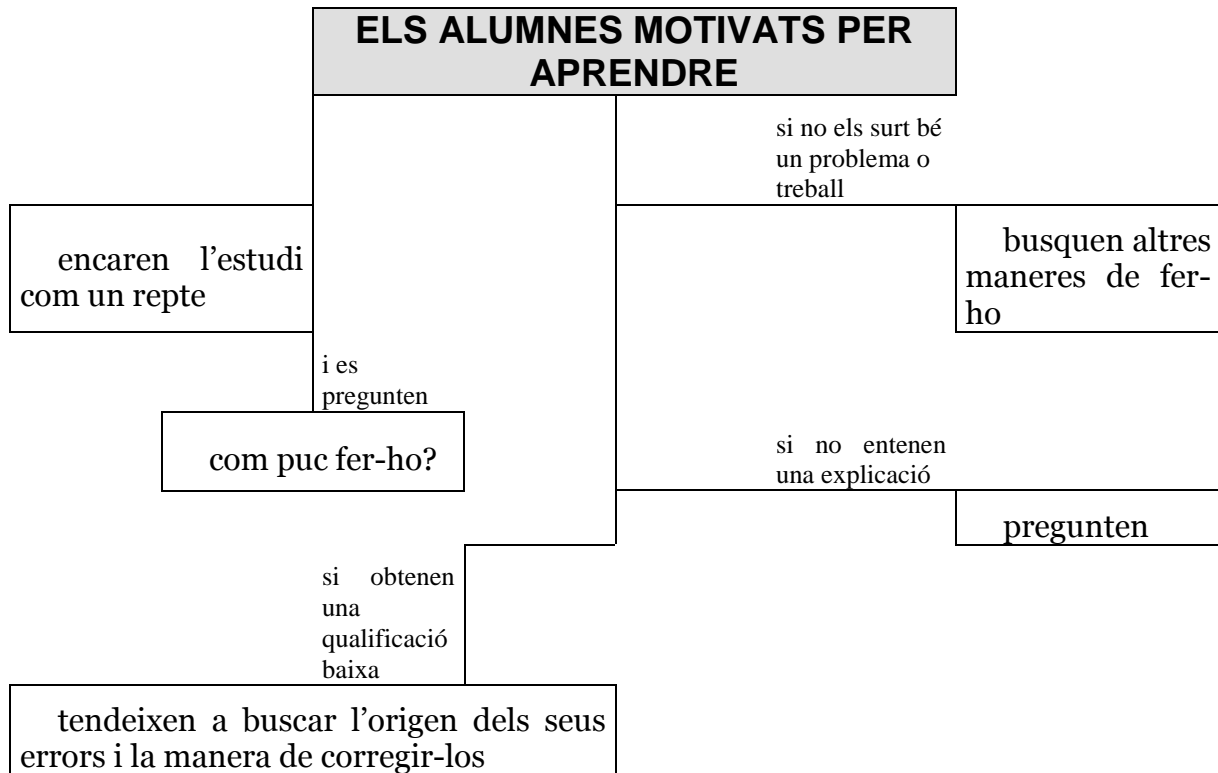 ELS ALUMNES MOTIVATS PER
APRENDRE
si no els surt bé
un problema o
treball
encaren l’estudi
com un repte
busquen altres
maneres de fer-
ho
i es
pregunten
com puc fer-ho?
si no entenen
una explicació
pregunten
si obtenen
una
qualificació
baixa
tendeixen a buscar l’origen dels seus
errors i la manera de corregir-los